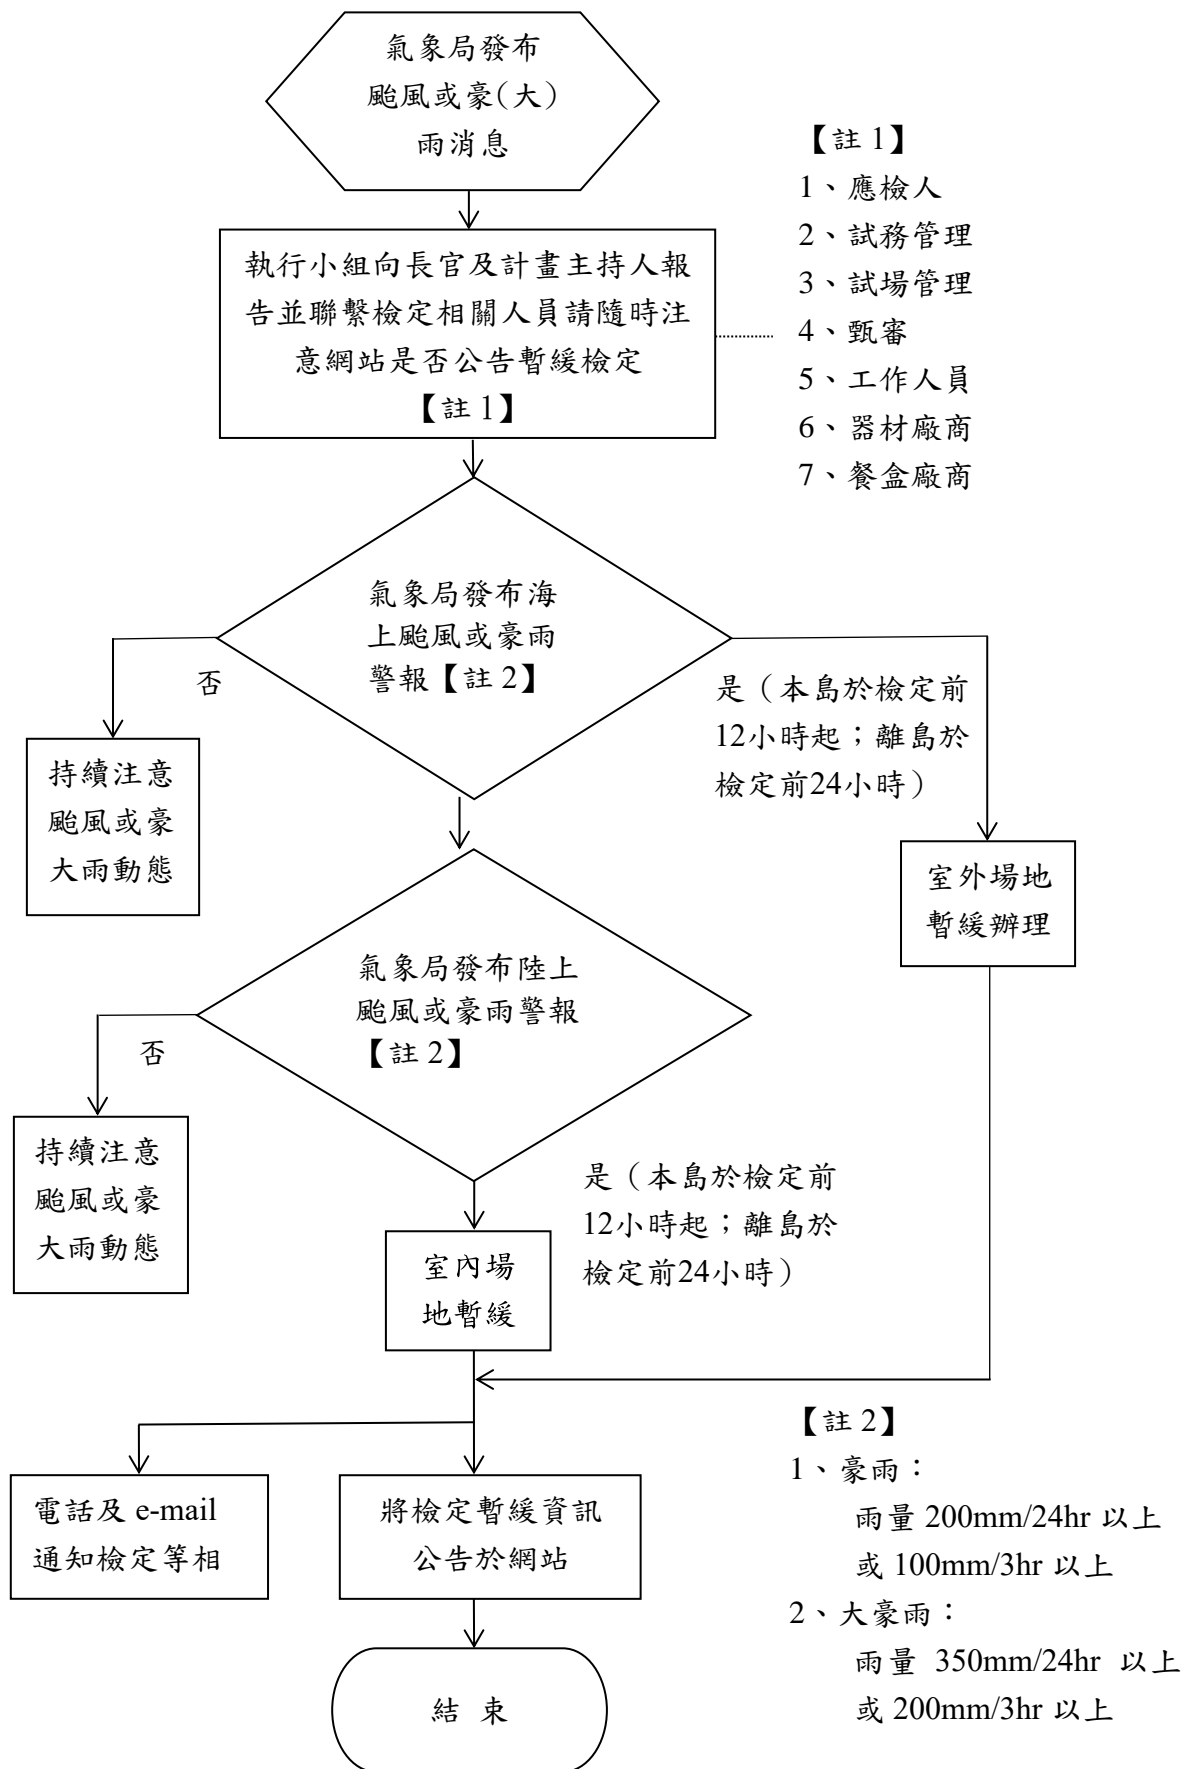 氣象局發布
颱風或豪(大)
雨消息
【註 1】
1、應檢人
2、試務管理
3、試場管理
4、甄審
5、工作人員
6、器材廠商
7、餐盒廠商
執行小組向長官及計畫主持人報
告並聯繫檢定相關人員請隨時注
意網站是否公告暫緩檢定
【註 1】
氣象局發布海
上颱風或豪雨
警報【註 2】
否
是（本島於檢定前
12小時起；離島於
檢定前24小時）
持續注意
颱風或豪
大雨動態
室外場地
暫緩辦理
氣象局發布陸上
颱風或豪雨警報
【註 2】
否
持續注意
颱風或豪
大雨動態
是（本島於檢定前
12小時起；離島於
檢定前24小時）
室內場
地暫緩
電話及 e-mail
通知檢定等相
將檢定暫緩資訊
公告於網站
結 束
【註 2】
1、豪雨：
雨量 200mm/24hr 以上
或 100mm/3hr 以上
2、大豪雨：
雨量 350mm/24hr 以上
或 200mm/3hr 以上